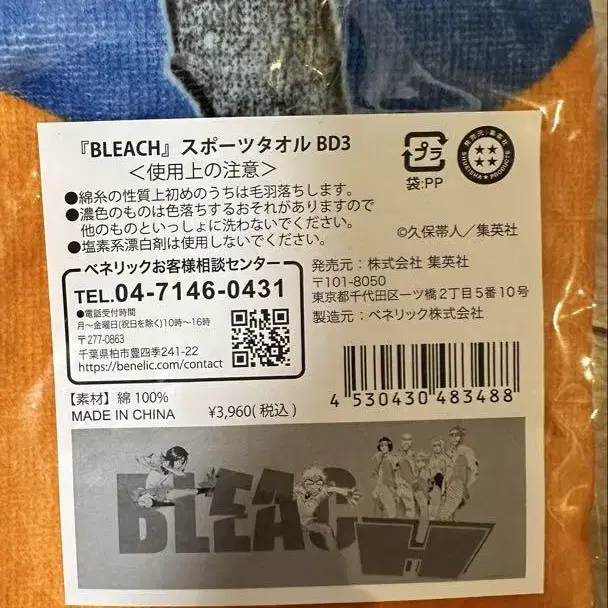 『BLEACH』スポーツタオル BD3
＜使用上の注意＞
●綿糸の性質上初めのうちは毛羽落ちします。
●濃色のものは色落ちするおそれがありますので
他のものといっしょに洗わないでください。
●塩素系漂白剤は使用しないでください。
プラ
袋:PP
発売元・集英社
SHUEISHA PRODUCTS
©久保帯人／集英社
ベネリックお客様相談センター
TEL.04-7146-0431
●電話受付時間
月～金曜日(祝日を除く)10時～16時
〒277-0863
千葉県柏市豊四季241-22
https://benelic.com/contact
発売元：株式会社 集英社
〒101-8050
東京都千代田区一ツ橋2丁目5番10号
製造元：ベネリック株式会社
4 530430 483488
【素材】綿 100%
MADE IN CHINA
¥3,960(税込)
BLEACH